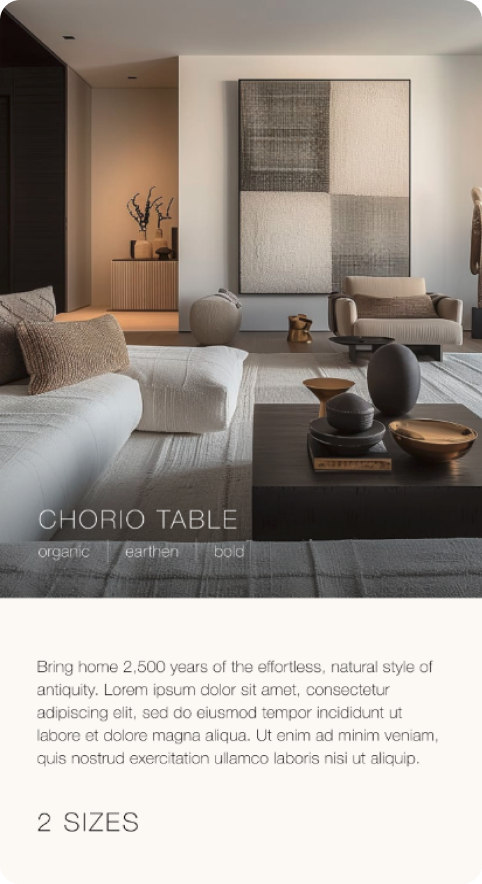 CHORIO TABLE
organic | earthen | bold
Bring home 2,500 years of the effortless, natural style of
antiquity. Lorem ipsum dolor sit amet, consectetur
adipiscing elit, sed do eiusmod tempor incididunt ut
labore et dolore magna aliqua. Ut enim ad minim veniam,
quis nostrud exercitation ullamco laboris nisi ut aliquip.
2 SIZES